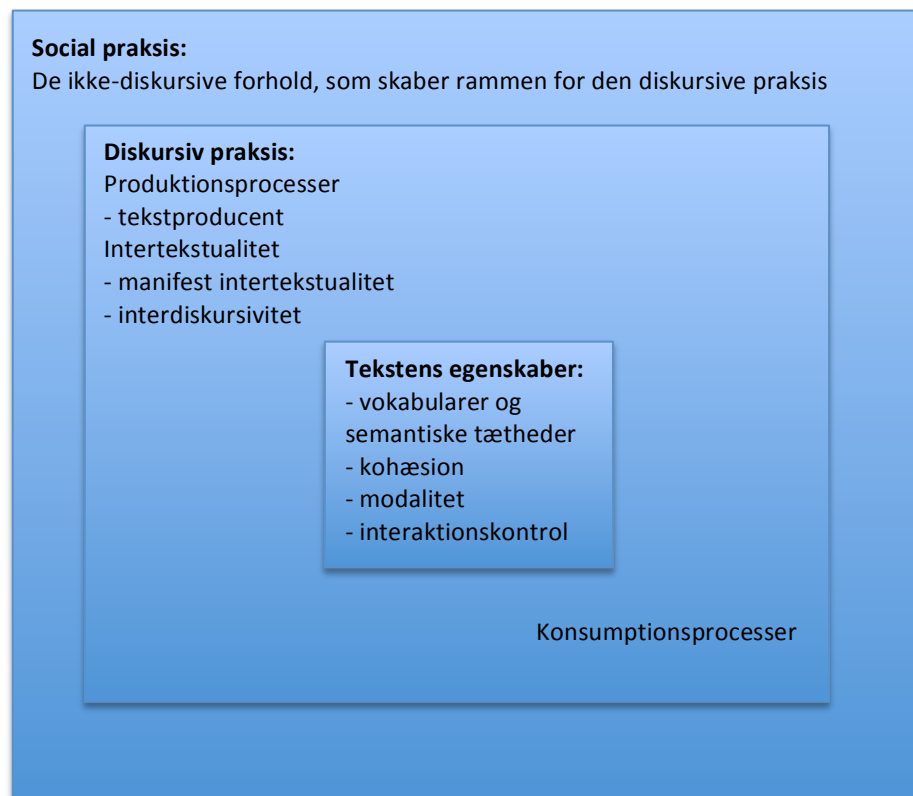 Social praksis:
De ikke-diskursive forhold, som skaber rammen for den diskursive praksis
Diskursiv praksis:
Produktionsprocesser
- tekstproducent
Intertekstualitet
- manifest intertekstualitet
- interdiskursivitet
Tekstens egenskaber:
- vokabularer og
semantiske tætheder
- kohæsion
- modalitet
- interaktionskontrol
Konsumptionsprocesser